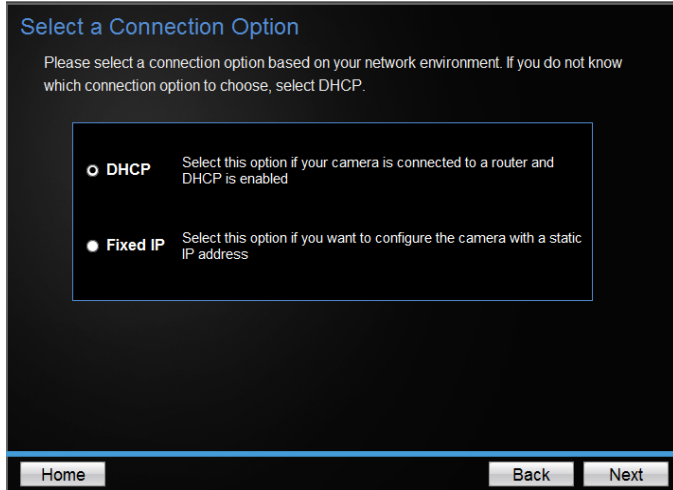 Select a Connection Option
Please select a connection option based on your network environment. If you do not know
which connection option to choose, select DHCP.
DHCP
Select this option if your camera is connected to a router and
DHCP is enabled
Fixed IP
Select this option if you want to configure the camera with a static
IP address
Home
Back
Next